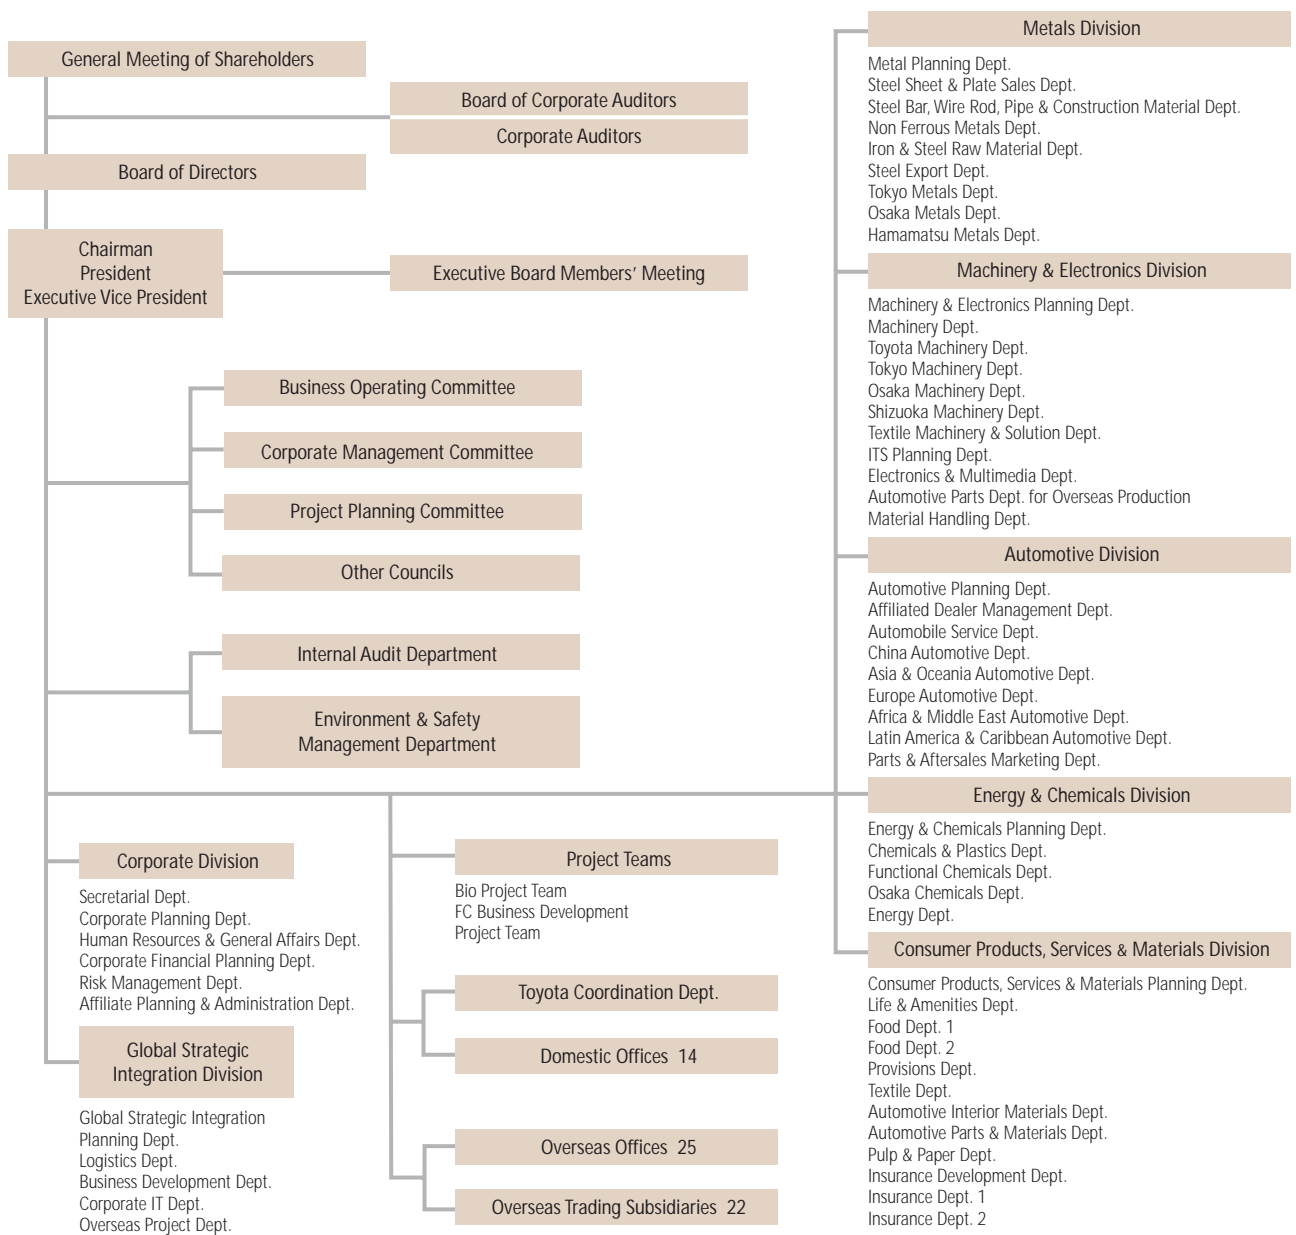 General Meeting of Shareholders
Board of Corporate Auditors
Corporate Auditors
Board of Directors
Chairman
President
Executive Vice President
Executive Board Members’ Meeting
Business Operating Committee
Corporate Management Committee
Project Planning Committee
Other Councils
Internal Audit Department
Environment & Safety
Management Department
Corporate Division
Secretarial Dept.
Corporate Planning Dept.
Human Resources & General Affairs Dept.
Corporate Financial Planning Dept.
Risk Management Dept.
Affiliate Planning & Administration Dept.
Global Strategic
Integration Division
Global Strategic Integration
Planning Dept.
Logistics Dept.
Business Development Dept.
Corporate IT Dept.
Overseas Project Dept.
Project Teams
Bio Project Team
FC Business Development
Project Team
Toyota Coordination Dept.
Domestic Offices 14
Overseas Offices 25
Overseas Trading Subsidiaries 22
Metals Division
Metal Planning Dept.
Steel Sheet & Plate Sales Dept.
Steel Bar, Wire Rod, Pipe & Construction Material Dept.
Non Ferrous Metals Dept.
Iron & Steel Raw Material Dept.
Steel Export Dept.
Tokyo Metals Dept.
Osaka Metals Dept.
Hamamatsu Metals Dept.
Machinery & Electronics Division
Machinery & Electronics Planning Dept.
Machinery Dept.
Toyota Machinery Dept.
Tokyo Machinery Dept.
Osaka Machinery Dept.
Shizuoka Machinery Dept.
Textile Machinery & Solution Dept.
ITS Planning Dept.
Electronics & Multimedia Dept.
Automotive Parts Dept. for Overseas Production
Material Handling Dept.
Automotive Division
Automotive Planning Dept.
Affiliated Dealer Management Dept.
Automobile Service Dept.
China Automotive Dept.
Asia & Oceania Automotive Dept.
Europe Automotive Dept.
Africa & Middle East Automotive Dept.
Latin America & Caribbean Automotive Dept.
Parts & Aftersales Marketing Dept.
Energy & Chemicals Division
Energy & Chemicals Planning Dept.
Chemicals & Plastics Dept.
Functional Chemicals Dept.
Osaka Chemicals Dept.
Energy Dept.
Consumer Products, Services & Materials Division
Consumer Products, Services & Materials Planning Dept.
Life & Amenities Dept.
Food Dept. 1
Food Dept. 2
Provisions Dept.
Textile Dept.
Automotive Interior Materials Dept.
Automotive Parts & Materials Dept.
Pulp & Paper Dept.
Insurance Development Dept.
Insurance Dept. 1
Insurance Dept. 2